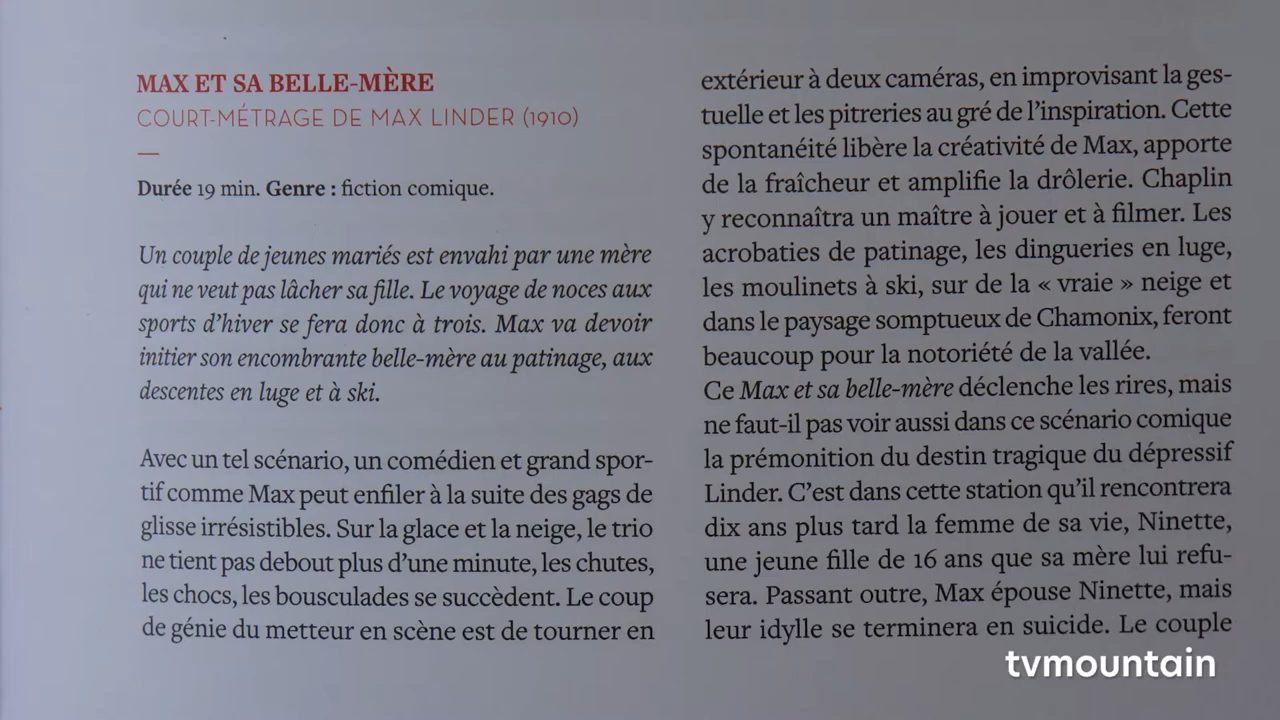 MAX ET SA BELLE-MÈRE
COURT-MÉTRAGE DE MAX LINDER (1910)
—
Durée 19 min. Genre : fiction comique.
Un couple de jeunes mariés est envahi par une mère
qui ne veut pas lâcher sa fille. Le voyage de noces aux
sports d’hiver se fera donc à trois. Max va devoir
initier son encombrante belle-mère au patinage, aux
descentes en luge et à ski.
Avec un tel scénario, un comédien et grand spor-
tif comme Max peut enfiler à la suite des gags de
glisse irrésistibles. Sur la glace et la neige, le trio
ne tient pas debout plus d’une minute, les chutes,
les chocs, les bousculades se succèdent. Le coup
de génie du metteur en scène est de tourner en
extérieur à deux caméras, en improvisant la ges-
tuelle et les pitreries au gré de l’inspiration. Cette
spontanéité libère la créativité de Max, apporte
de la fraîcheur et amplifie la drôlerie. Chaplin
y reconnaîtra un maître à jouer et à filmer. Les
acrobaties de patinage, les dingueries en luge,
les moulinets à ski, sur de la « vraie » neige et
dans le paysage somptueux de Chamonix, feront
beaucoup pour la notoriété de la vallée.
Ce Max et sa belle-mère déclenche les rires, mais
ne faut-il pas voir aussi dans ce scénario comique
la prémonition du destin tragique du dépressif
Linder. C’est dans cette station qu’il rencontrera
dix ans plus tard la femme de sa vie, Ninette,
une jeune fille de 16 ans que sa mère lui refu-
sera. Passant outre, Max épouse Ninette, mais
leur idylle se terminera en suicide. Le couple
tvmountain